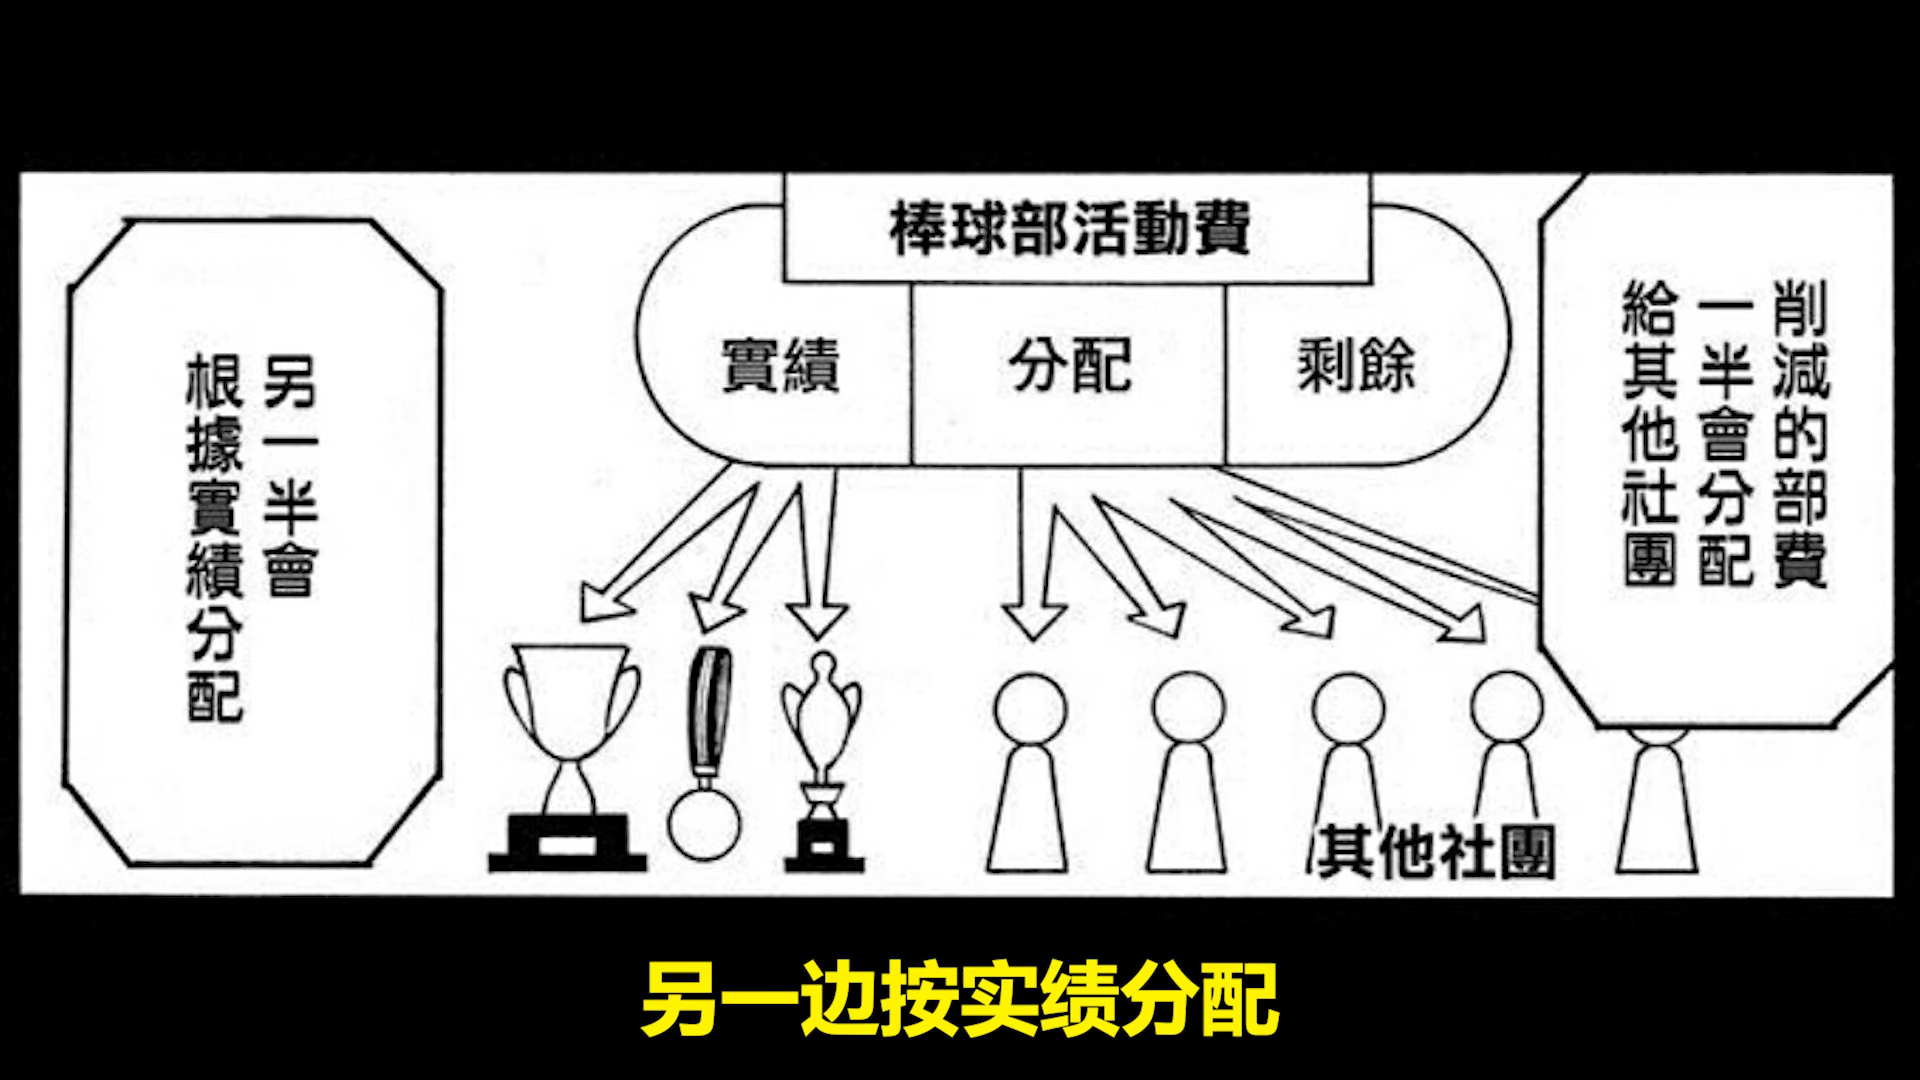 棒球部活動費
削減的部費
一半會分配
給其他社團
實績
分配
剩餘
另一半會
根據實績分配
其他社團
另一边按实绩分配